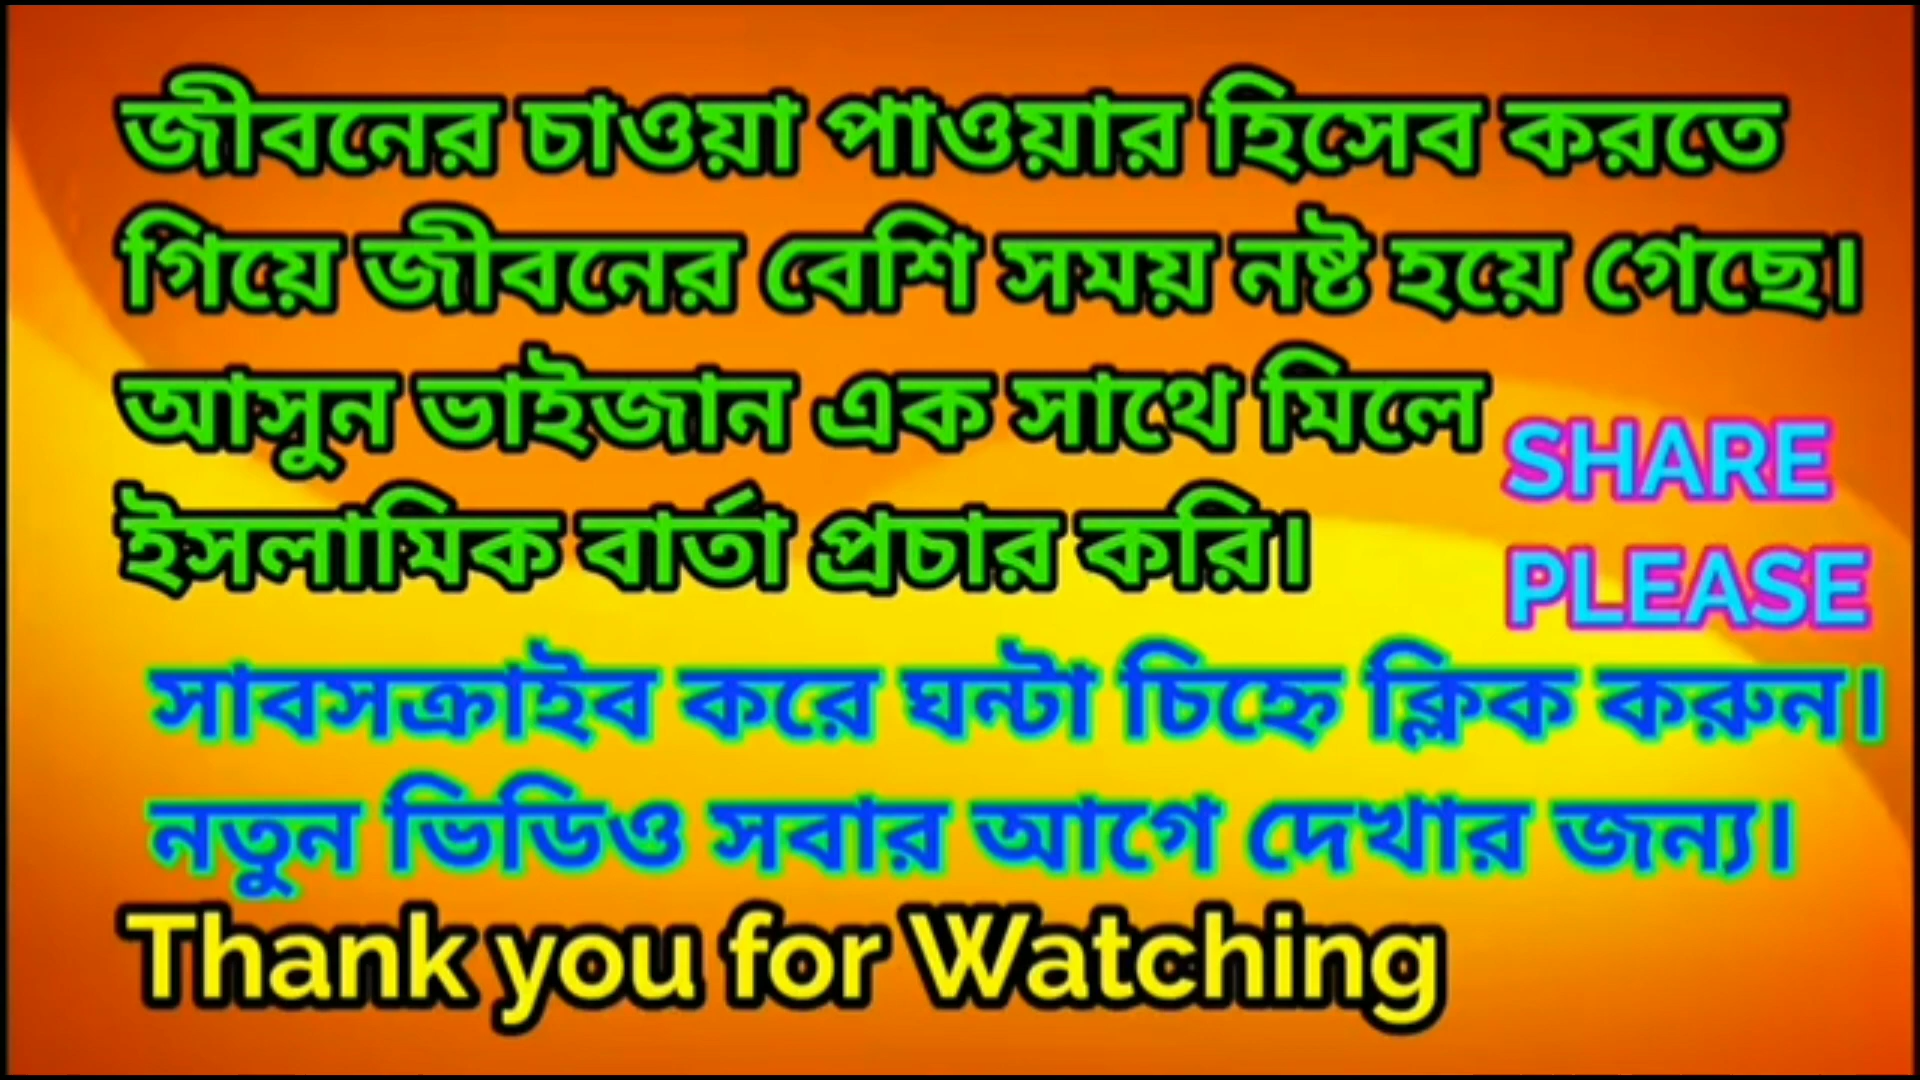 জীবনের চাওয়া পাওয়ার হিসেব করতে
গিয়ে জীবনের বেশি সময় নষ্ট হয়ে গেছে।
আসুন ভাইজান এক সাথে মিলে
ইসলামিক বার্তা প্রচার করি।
SHARE
PLEASE
সাবসক্রাইব করে ঘন্টা চিহ্নে ক্লিক করুন।
নতুন ভিডিও সবার আগে দেখার জন্য।
Thank you for Watching